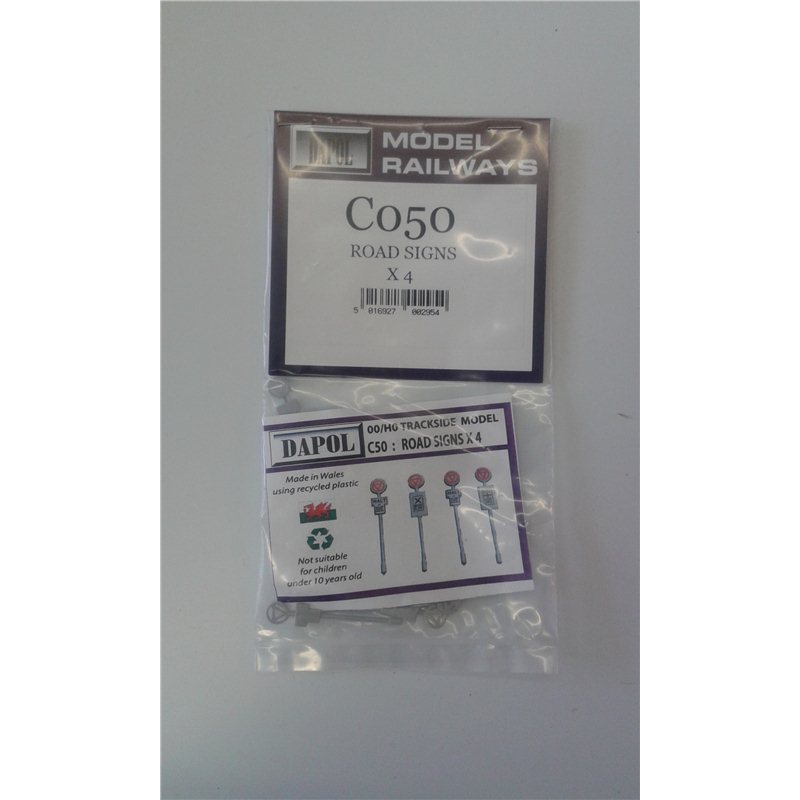 DAPOL
MODEL
RAILWAYS
C050
ROAD SIGNS
X 4
5 016927 002954
DAPOL
00/H0 TRACKSIDE MODEL
C50 : ROAD SIGNS X 4
Made in Wales
using recycled plastic
Not suitable
for children
under 10 years old
HALT